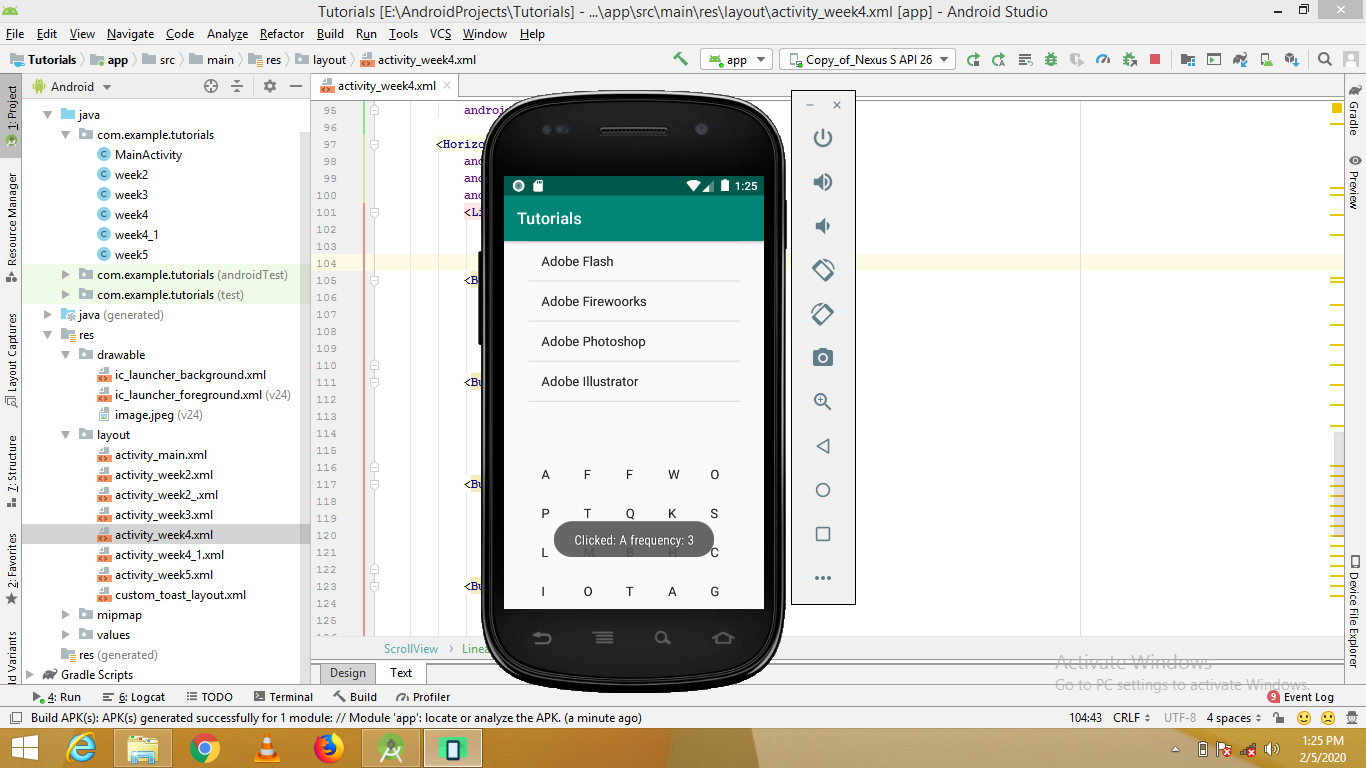 Tutorials [E:\AndroidProjects\Tutorials] - ...\app\src\main\res\layout\activity_week4.xml [app] - Android Studio
File Edit View Navigate Code Analyze Refactor Build Run Tools VCS Window Help
Tutorials app src main res layout activity_week4.xml app Copy_of_Nexus S API 26
Android
activity_week4.xml
1: Project
Resource Manager
Layout Captures
7: Structure
2: Favorites
ld Variants
java
com.example.tutorials
MainActivity
week2
week3
week4
week4_1
week5
com.example.tutorials (androidTest)
com.example.tutorials (test)
java (generated)
res
drawable
ic_launcher_background.xml
ic_launcher_foreground.xml (v24)
image.jpeg (v24)
layout
activity_main.xml
activity_week2.xml
activity_week2_.xml
activity_week3.xml
activity_week4.xml
activity_week4_1.xml
activity_week5.xml
custom_toast_layout.xml
mipmap
values
res (generated)
Gradle Scripts
95 android
96
97 <Horizo
98 and
99 and
100 and
101 <Li
102
103
104
105 <B
106
107
108
109
110
111 <Bu
112
113
114
115
116
117 <Bu
118
119
120
121
122
123 <Bu
124
125
1:25
Tutorials
Adobe Flash
Adobe Firewoorks
Adobe Photoshop
Adobe Illustrator
A F F W O
P T Q K S
L M B H C
Clicked: A frequency: 3
I O T A G
Gradle
Preview
Device File Explorer
ScrollView Linea
Design Text
Activate Windows
Go to PC settings to activate Windows.
4: Run 6: Logcat TODO Terminal Build Profiler 9 Event Log
Build APK(s): APK(s) generated successfully for 1 module: // Module 'app': locate or analyze the APK. (a minute ago) 104:43 CRLF UTF-8 4 spaces
1:25 PM
2/5/2020